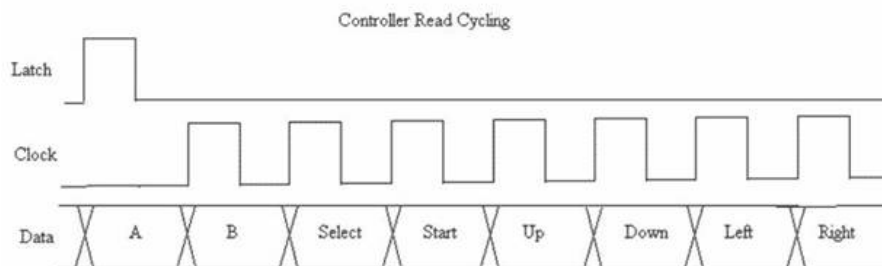 Controller Read Cycling
Latch
Clock
Data A B Select Start Up Down Left Right